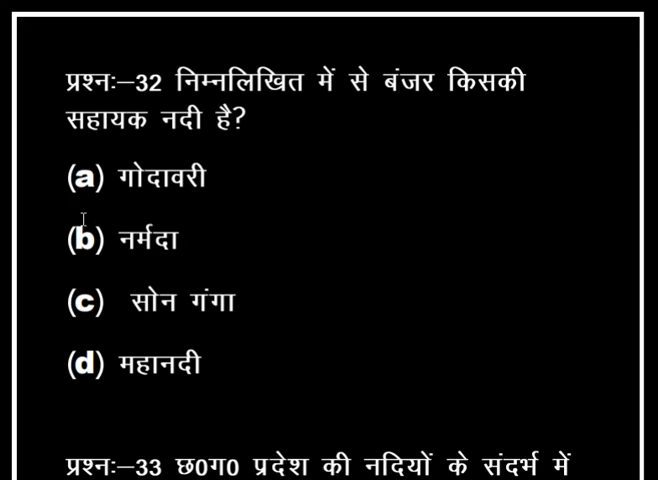 प्रश्नः–32 निम्नलिखित में से बंजर किसकी
सहायक नदी है?
(a) गोदावरी
(b) नर्मदा
(c) सोन गंगा
(d) महानदी
प्रश्नः–33 छ0ग0 प्रदेश की नदियों के संदर्भ में